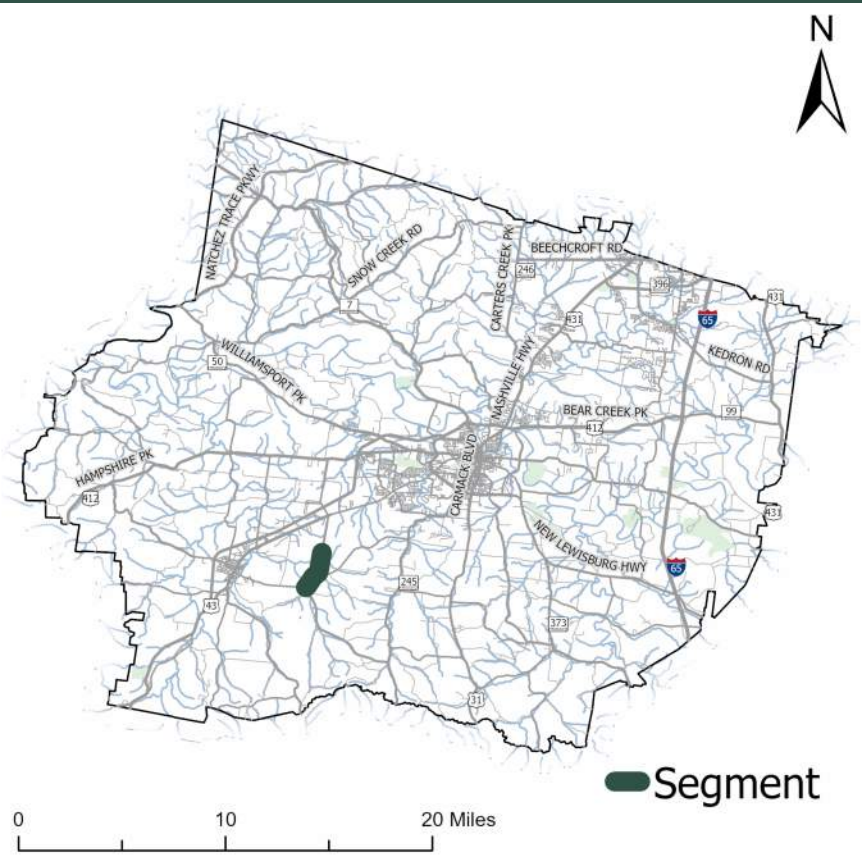 N
NATCHEZ TRACE PKWY
SNOW CREEK RD
CARTERS CREEK PK
BEECHCROFT RD
246
396
431
7
431
65
NASHVILLE HWY
KEDRON RD
WILLIAMSPORT PK
50
BEAR CREEK PK
99
412
CARMACK BLVD
HAMPSHIRE PK
412
431
NEW LEWISBURG HWY
65
245
43
373
31
Segment
0 10 20 Miles